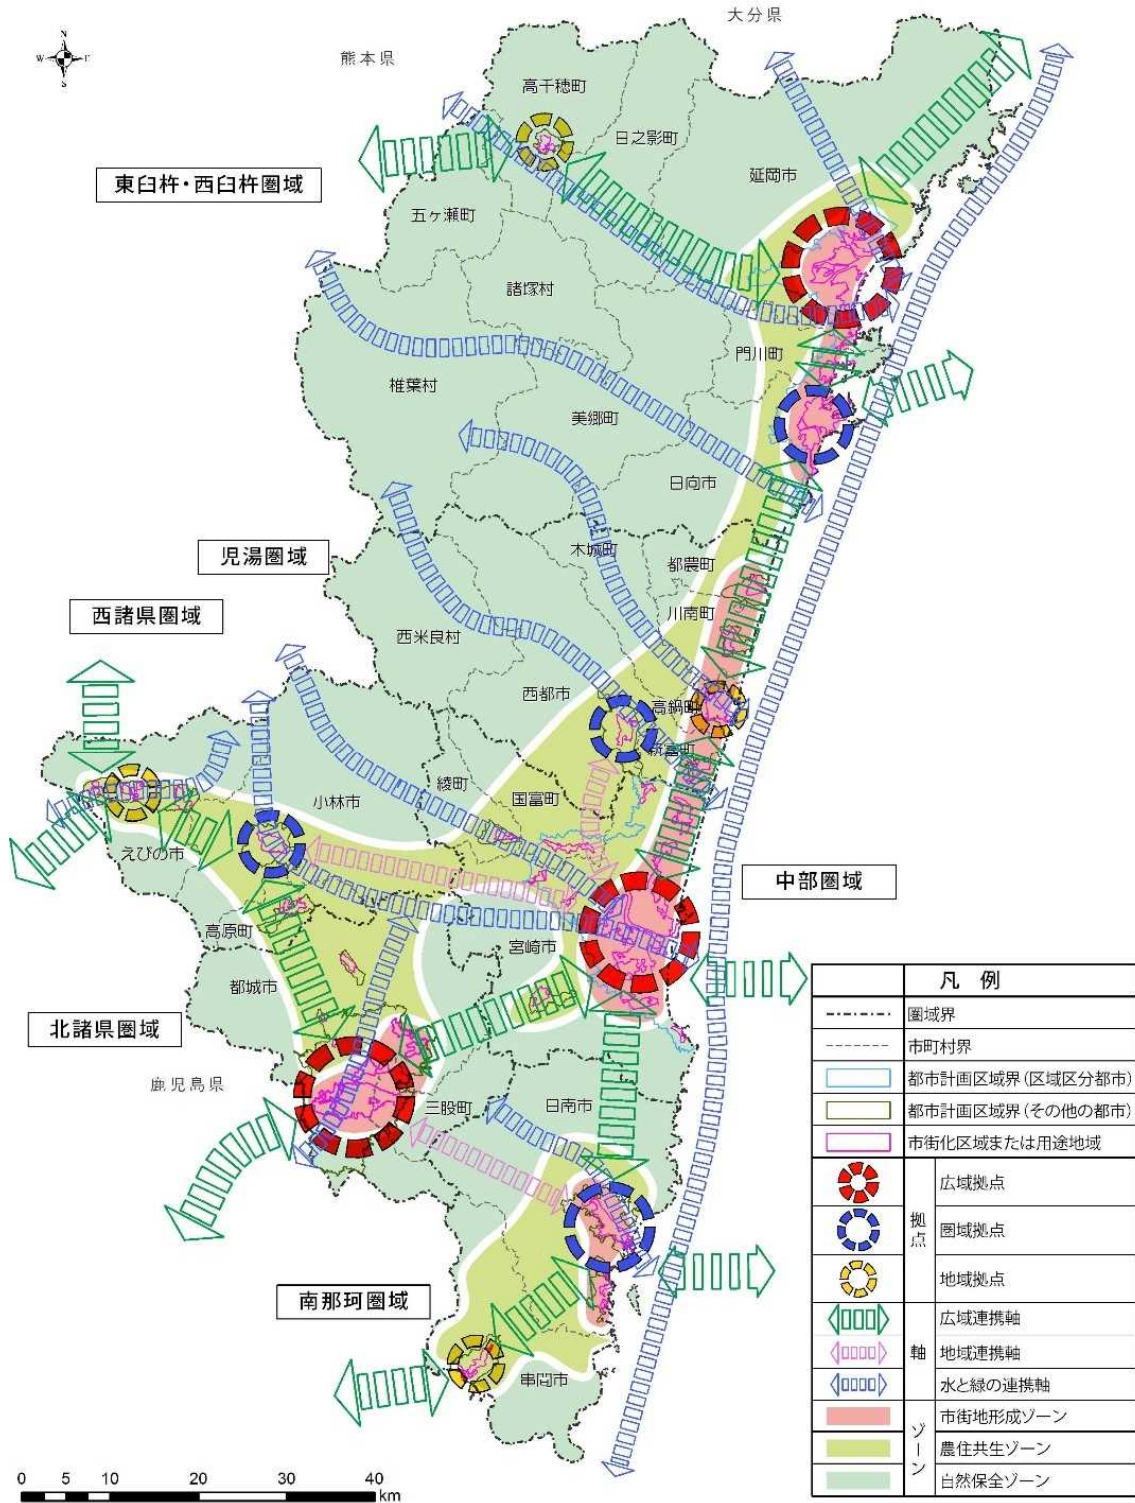 大分県
熊本県
N
W
E
S
高千穂町
日之影町
延岡市
東臼杵・西臼杵圏域
五ヶ瀬町
諸塚村
門川町
椎葉村
美郷町
日向市
児湯圏域
木城町
都農町
川南町
西諸県圏域
西米良村
西都市
高鍋町
新富町
小林市
綾町
国富町
えびの市
中部圏域
高原町
宮崎市
都城市
北諸県圏域
鹿児島県
三股町
日南市
南那珂圏域
串間市
凡例
圏域界
市町村界
都市計画区域界(区域区分都市)
都市計画区域界(その他の都市)
市街化区域または用途地域
拠点
広域拠点
圏域拠点
地域拠点
軸
広域連携軸
地域連携軸
水と緑の連携軸
ゾーン
市街地形成ゾーン
農住共生ゾーン
自然保全ゾーン
0 5 10 20 30 40
km